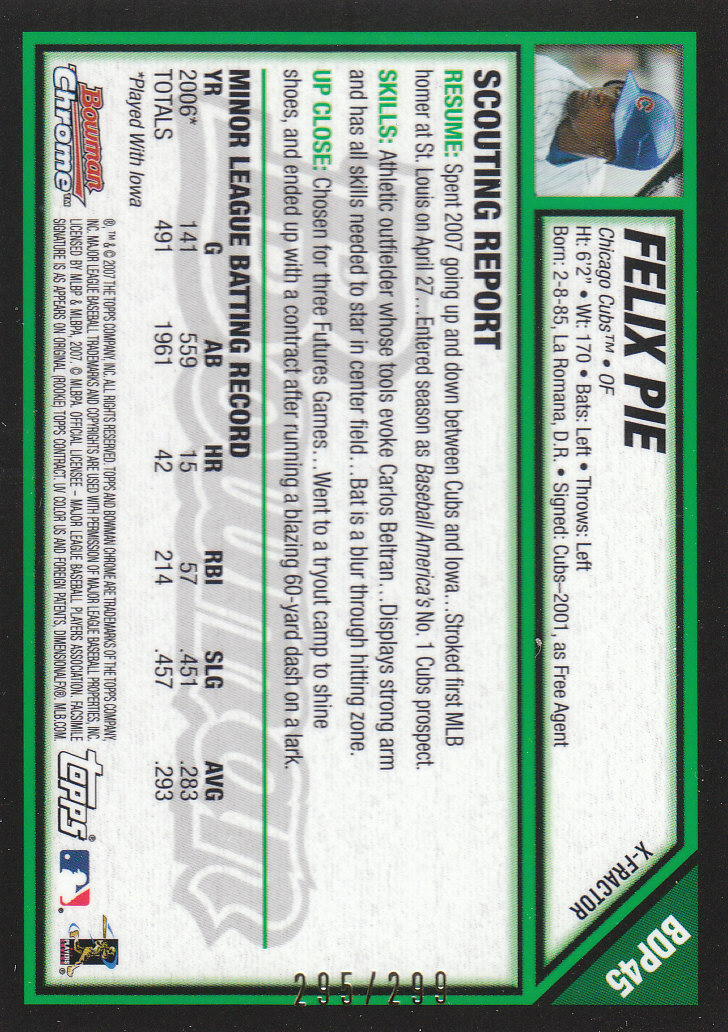 BDP45
X-FRACTOR
FELIX PIE
Chicago Cubs™ • OF
Ht: 6'2" • Wt: 170 • Bats: Left • Throws: Left
Born: 2-8-85, La Romana, D.R. • Signed: Cubs–2001, as Free Agent
SCOUTING REPORT
RESUME: Spent 2007 going up and down between Cubs and Iowa...Stroked first MLB
homer at St. Louis on April 27...Entered season as Baseball America's No. 1 Cubs prospect.
SKILLS: Athletic outfielder whose tools evoke Carlos Beltran...Displays strong arm
and has all skills needed to star in center field...Bat is a blur through hitting zone.
UP CLOSE: Chosen for three Futures Games...Went to a tryout camp to shine
shoes, and ended up with a contract after running a blazing 60-yard dash on a lark.
MINOR LEAGUE BATTING RECORD
YR G AB HR RBI SLG AVG
2006* 141 559 15 57 .451 .283
TOTALS 491 1961 42 214 .457 .293
*Played With Iowa
295/299
Bowman
Chrome™
®, ™ & © 2007 THE TOPPS COMPANY, INC. ALL RIGHTS RESERVED. TOPPS AND BOWMAN CHROME ARE TRADEMARKS OF THE TOPPS COMPANY,
INC. MAJOR LEAGUE BASEBALL TRADEMARKS AND COPYRIGHTS ARE USED WITH PERMISSION OF MAJOR LEAGUE BASEBALL PROPERTIES, INC.
LICENSED BY MLBP & MLBPA, 2007. © MLBPA. OFFICIAL LICENSEE – MAJOR LEAGUE BASEBALL PLAYERS ASSOCIATION. FACSIMILE
SIGNATURE IS AS APPEARS ON ORIGINAL (ROOKIE) TOPPS CONTRACT. UV COLOR US AND FOREIGN PATENTS, DIMENSIONALFX®. MLB.COM.
topps®